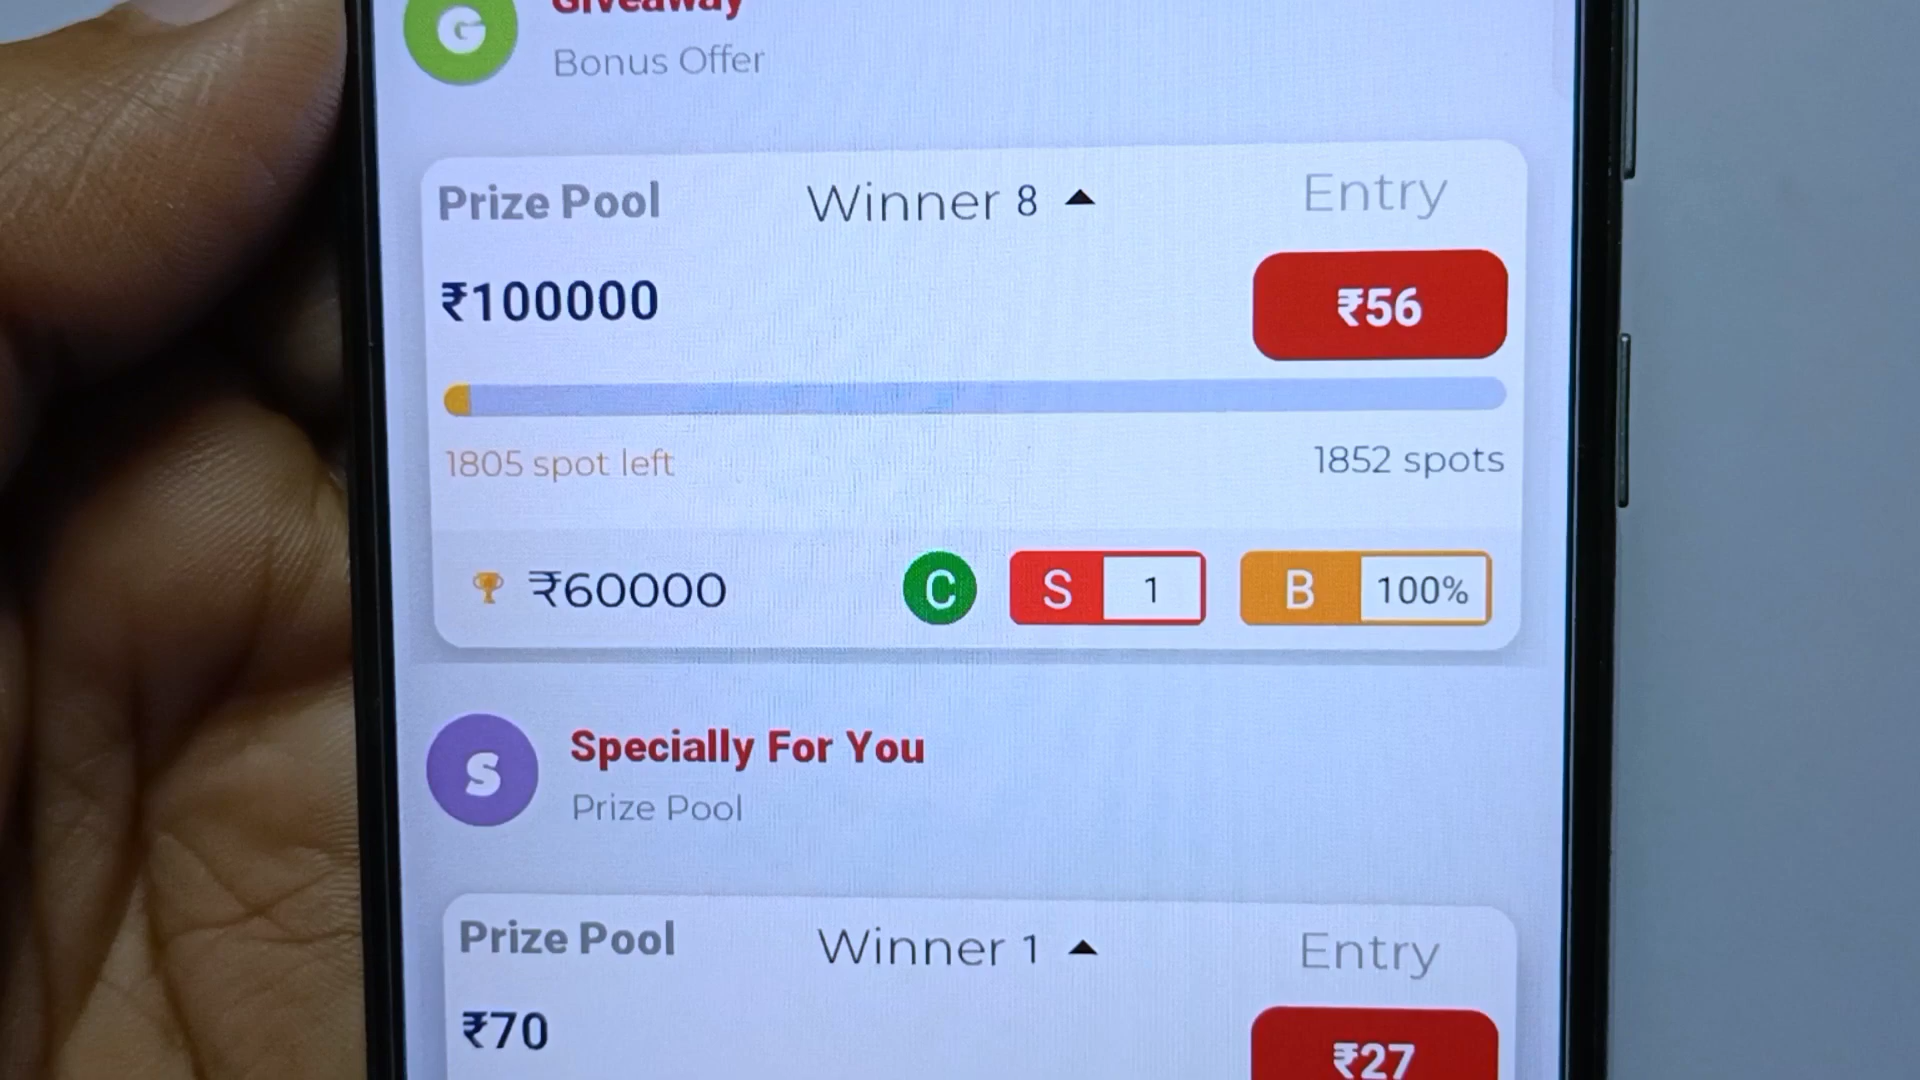 G
Giveaway
Bonus Offer
Prize Pool Winner 8 ▲ Entry
₹100000 ₹56
1805 spot left 1852 spots
₹60000 C S 1 B 100%
S
Specially For You
Prize Pool
Prize Pool Winner 1 ▲ Entry
₹70 ₹27